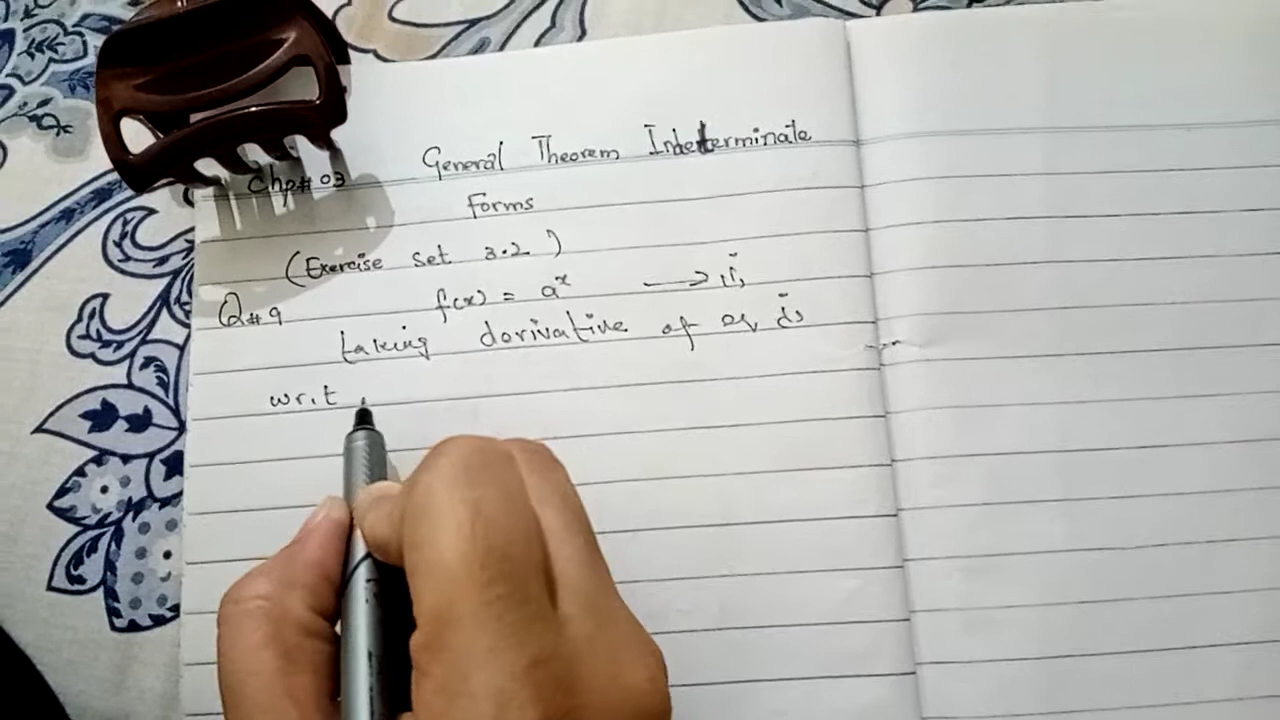 General Theorem Indeterminate
Chp# 03
Forms
(Exercise set 3.2)
Q#9 f(x) = a^x → i,
taking derivative of eq i,
w.r.t